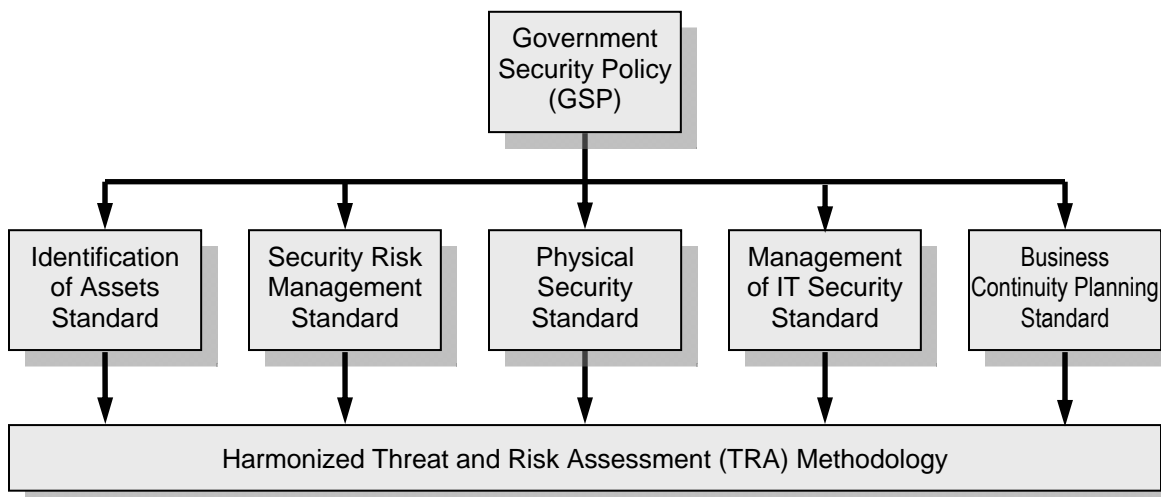 Government
Security Policy
(GSP)
Identification
of Assets
Standard
Security Risk
Management
Standard
Physical
Security
Standard
Management
of IT Security
Standard
Business
Continuity Planning
Standard
Harmonized Threat and Risk Assessment (TRA) Methodology